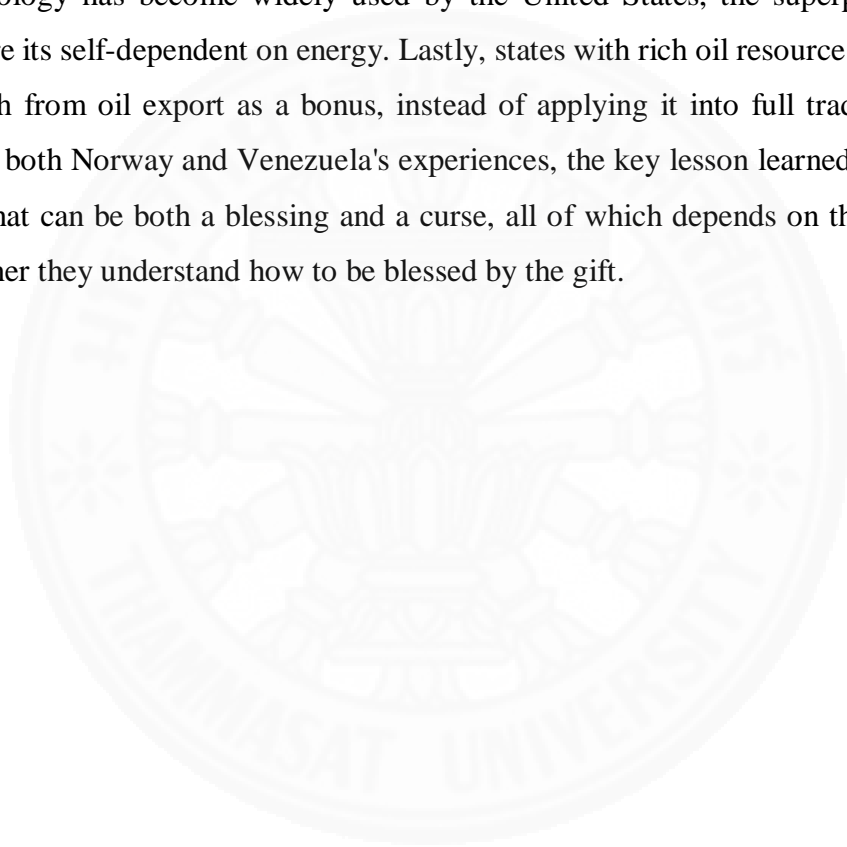 ology has become widely used by the United States, the superp
e its self-dependent on energy. Lastly, states with rich oil resource
h from oil export as a bonus, instead of applying it into full trad
both Norway and Venezuela's experiences, the key lesson learned
hat can be both a blessing and a curse, all of which depends on th
her they understand how to be blessed by the gift.
THAMMASAT UNIVERSITY